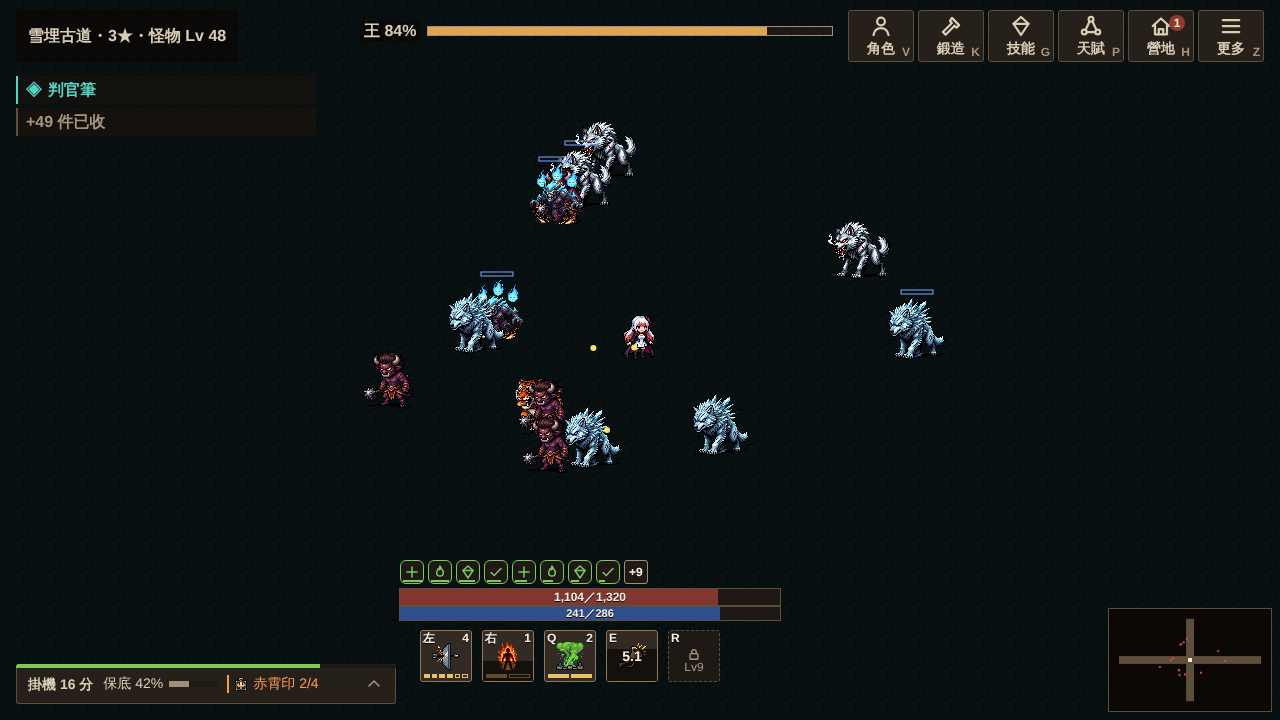 雪埋古道・3★・怪物 Lv 48
王 84%
角色 V
鍛造 K
技能 G
天賦 P
營地 H
1
更多 Z
◈ 判官筆
+49 件已收
+9
1,104／1,320
241／286
左 4
右 1
Q 2
E 5.1
R Lv9
掛機 16 分 保底 42% 赤霄印 2/4